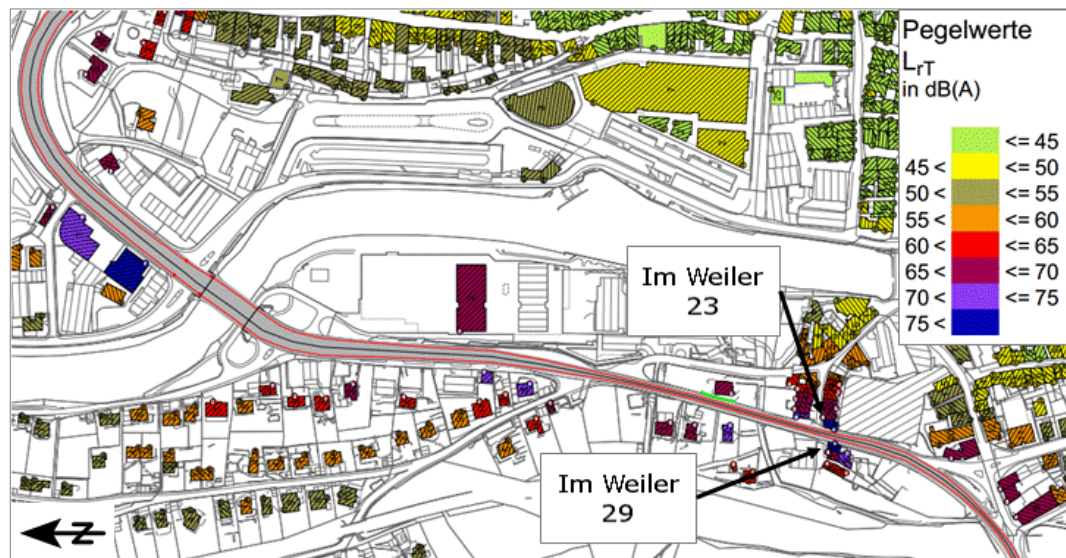 Pegelwerte
LrT
in dB(A)
<= 45
45 < <= 50
50 < <= 55
55 < <= 60
60 < <= 65
65 < <= 70
70 < <= 75
75 <
Im Weiler
23
Im Weiler
29
N